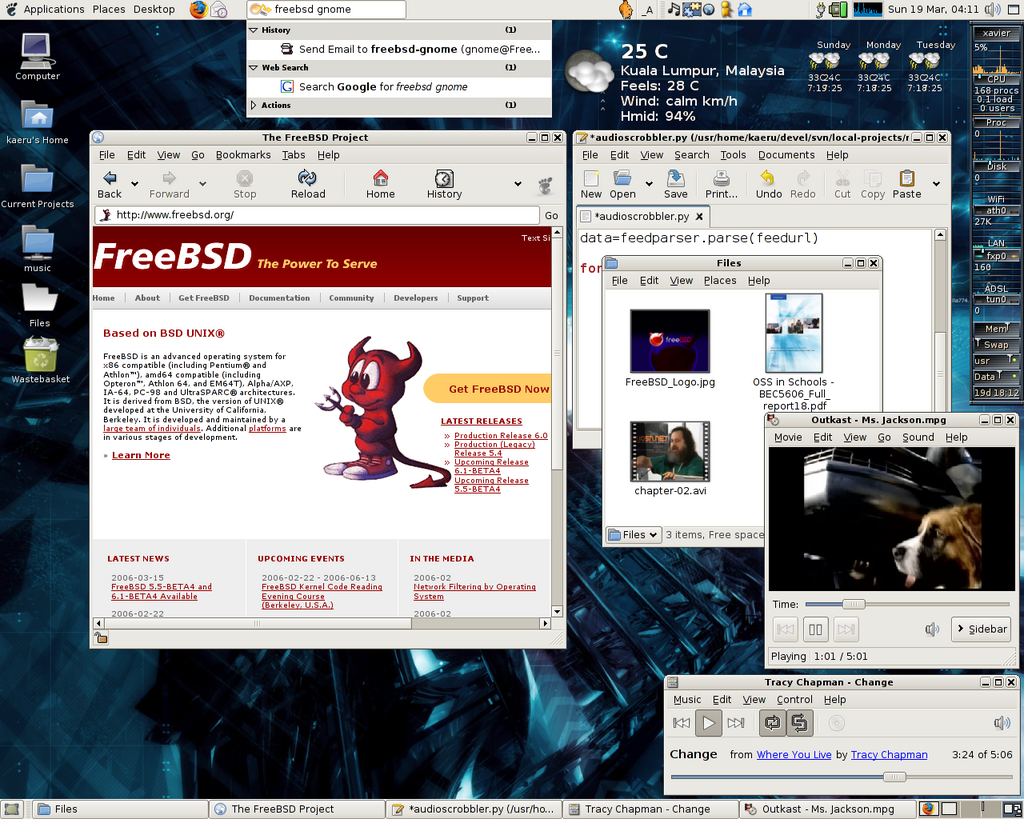 Applications Places Desktop
freebsd gnome
_A
Sun 19 Mar, 04:11
History (1)
Send Email to freebsd-gnome (gnome@Free...
Web Search (1)
Search Google for freebsd gnome
Actions (1)
Computer
kaeru's Home
Current Projects
music
Files
Wastebasket
25 C
Kuala Lumpur, Malaysia
Feels: 28 C
Wind: calm km/h
Hmid: 94%
Sunday Monday Tuesday
33C24C 33C24C 33C24C
7:19:25 7:18:25 7:18:25
xavier
5%
CPU
168 procs
0.1 load
0 users
Proc
0
Disk
0
WiFi
ath0
27K
LAN
fxp0
160
ADSL
tun0
0
Mem
Swap
usr
Data
19d 18:12
The FreeBSD Project
File Edit View Go Bookmarks Tabs Help
Back Forward Stop Reload Home History
http://www.freebsd.org/
Go
Text Si
FreeBSD The Power To Serve
Home About Get FreeBSD Documentation Community Developers Support
Based on BSD UNIX®
FreeBSD is an advanced operating system for
x86 compatible (including Pentium® and
Athlon™), amd64 compatible (including
Opteron™, Athlon 64, and EM64T), Alpha/AXP,
IA-64, PC-98 and UltraSPARC® architectures.
It is derived from BSD, the version of UNIX®
developed at the University of California,
Berkeley. It is developed and maintained by a
large team of individuals. Additional platforms are
in various stages of development.
» Learn More
Get FreeBSD Now
LATEST RELEASES
» Production Release 6.0
» Production (Legacy)
Release 5.4
» Upcoming Release
6.1-BETA4
» Upcoming Release
5.5-BETA4
LATEST NEWS
2006-03-15
FreeBSD 5.5-BETA4 and
6.1-BETA4 Available
2006-02-22
UPCOMING EVENTS
2006-02-22 - 2006-06-13
FreeBSD Kernel Code Reading
Evening Course
(Berkeley, U.S.A.)
IN THE MEDIA
2006-02
Network Filtering by Operating
System
2006-02
*audioscrobbler.py (/usr/home/kaeru/devel/svn/local-projects/r
File Edit View Search Tools Documents Help
New Open Save Print... Undo Redo Cut Copy Paste
*audioscrobbler.py
data=feedparser.parse(feedurl)
for
Files
File Edit View Places Help
FreeBSD_Logo.jpg
OSS in Schools -
BEC5606_Full_
report18.pdf
chapter-02.avi
Files
3 items, Free space
Outkast - Ms. Jackson.mpg
Movie Edit View Go Sound Help
Time:
Sidebar
Playing 1:01 / 5:01
Tracy Chapman - Change
Music Edit View Control Help
Change from Where You Live by Tracy Chapman 3:24 of 5:06
Files
The FreeBSD Project
*audioscrobbler.py (/usr/ho...
Tracy Chapman - Change
Outkast - Ms. Jackson.mpg